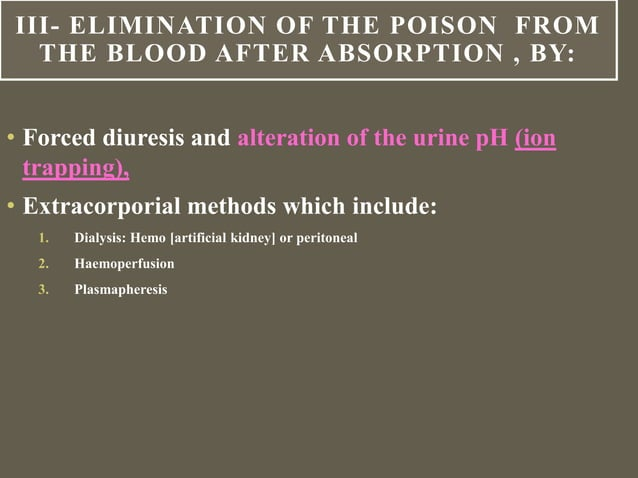 III- ELIMINATION OF THE POISON FROM
THE BLOOD AFTER ABSORPTION , BY:
• Forced diuresis and alteration of the urine pH (ion
trapping),
• Extracorporial methods which include:
1. Dialysis: Hemo [artificial kidney] or peritoneal
2. Haemoperfusion
3. Plasmapheresis